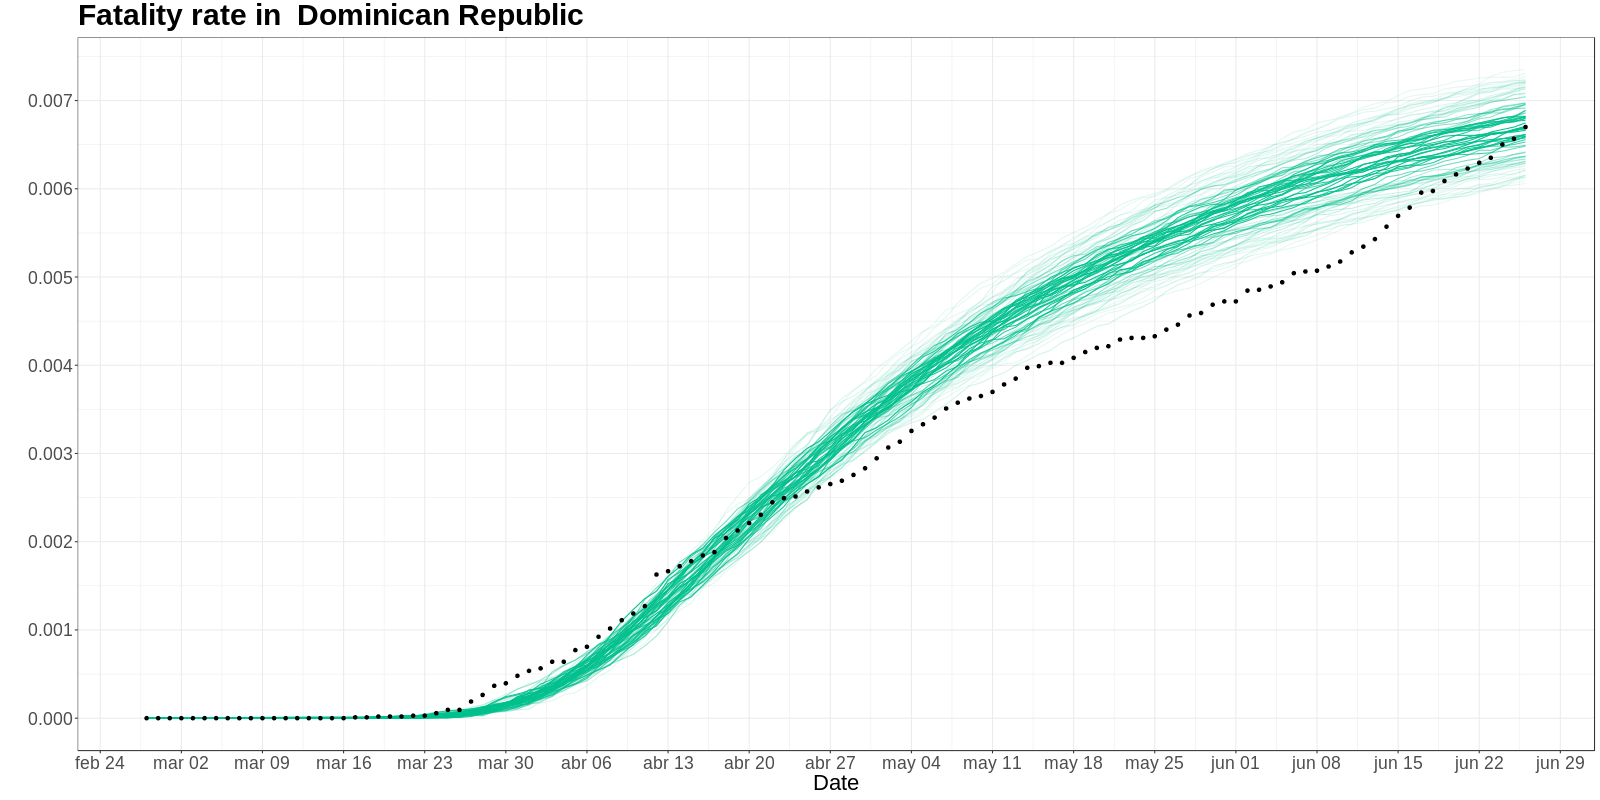 Fatality rate in  Dominican Republic
0.007
0.006
0.005
0.004
0.003
0.002
0.001
0.000
feb 24 mar 02 mar 09 mar 16 mar 23 mar 30 abr 06 abr 13 abr 20 abr 27 may 04 may 11 may 18 may 25 jun 01 jun 08 jun 15 jun 22 jun 29
Date